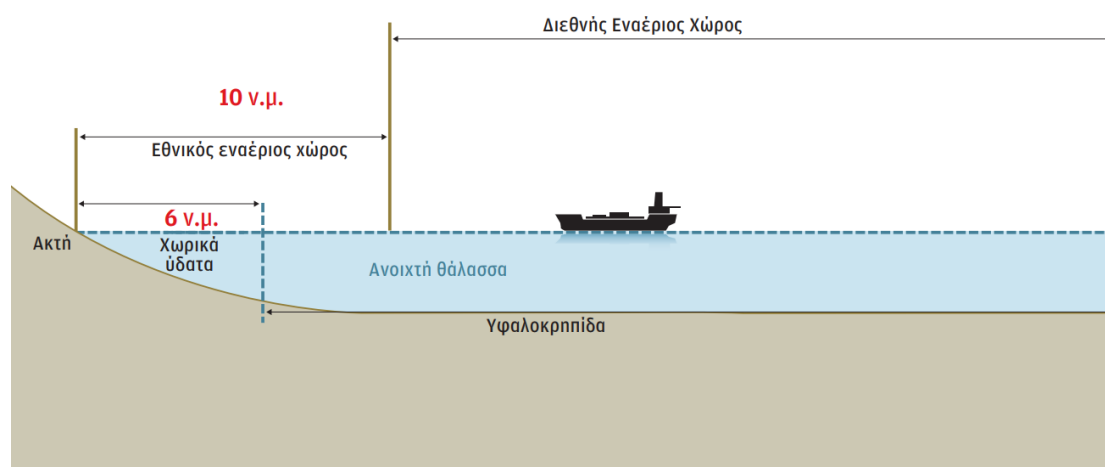 Διεθνής Εναέριος Χώρος
10 ν.μ.
Εθνικός εναέριος χώρος
6 ν.μ.
Ακτή
Χωρικά
ύδατα
Ανοιχτή θάλασσα
Υφαλοκρηπίδα